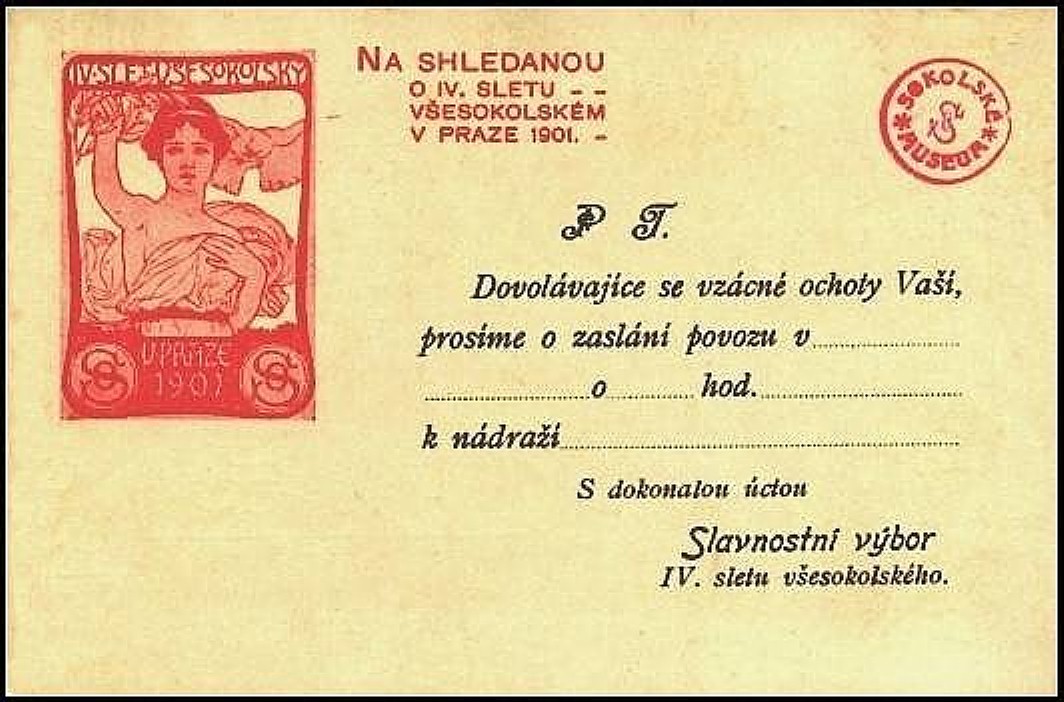 IV. SLET VŠESOKOLSKÝ
V PRAZE
1901
NA SHLEDANOU
O IV. SLETU - -
VŠESOKOLSKÉM
V PRAZE 1901. -
SOKOLSKÉ
MUSEUM
P. T.
Dovolávajíce se vzácné ochoty Vaší,
prosíme o zaslání povozu v
o hod.
k nádraží
S dokonalou úctou
Slavnostní výbor
IV. sletu všesokolského.